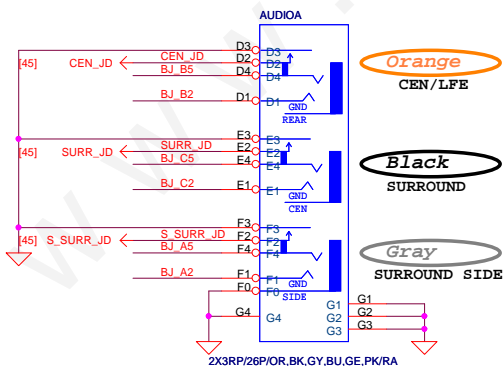 AUDIOA
D3 D3
[45] CEN_JD CEN_JD D2 D2
BJ_B5 D4 D4
BJ_B2 D1 D1
GND
REAR
Orange
CEN/LFE
E3 E3
[45] SURR_JD SURR_JD E2 E2
BJ_C5 E4 E4
BJ_C2 E1 E1
GND
CEN
Black
SURROUND
F3 F3
[45] S_SURR_JD S_SURR_JD F2 F2
BJ_A5 F4 F4
BJ_A2 F1 F1
GND
F0 F0
SIDE
Gray
SURROUND SIDE
G4 G4
G1 G1
G2 G2
G3 G3
2X3RP/26P/OR,BK,GY,BU,GE,PK/RA